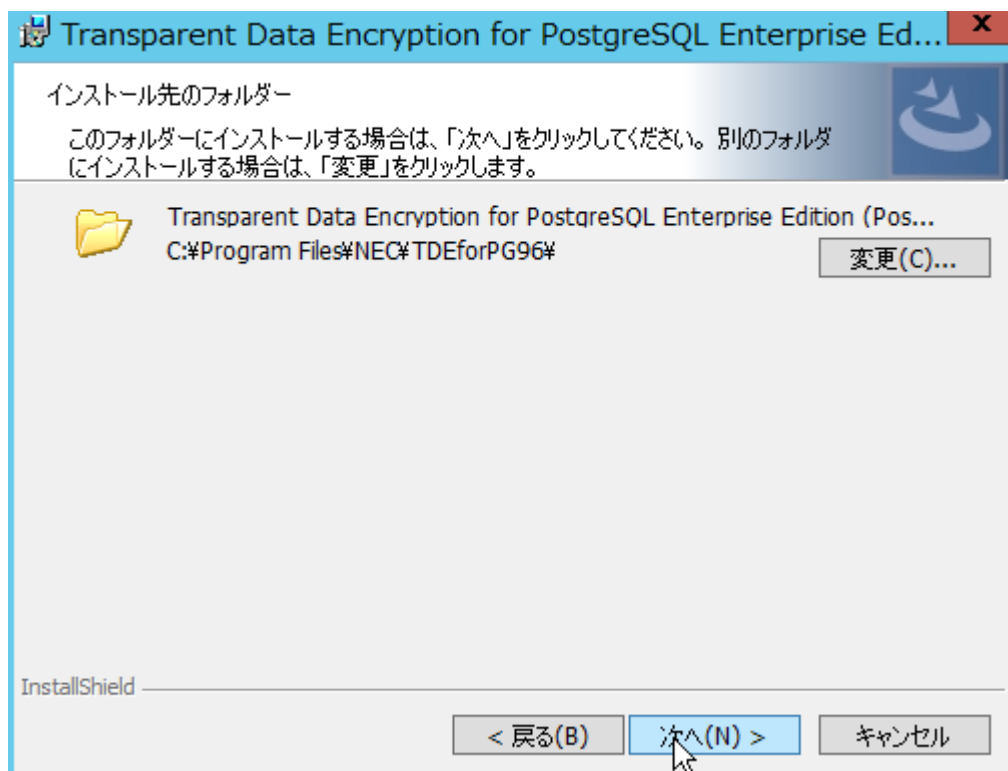 Transparent Data Encryption for PostgreSQL Enterprise Ed...
インストール先のフォルダー
このフォルダーにインストールする場合は、「次へ」をクリックしてください。別のフォルダ
にインストールする場合は、「変更」をクリックします。
Transparent Data Encryption for PostgreSQL Enterprise Edition (Pos...
C:¥Program Files¥NEC¥TDEforPG96¥
変更(C)...
InstallShield
< 戻る(B)
次へ(N) >
キャンセル